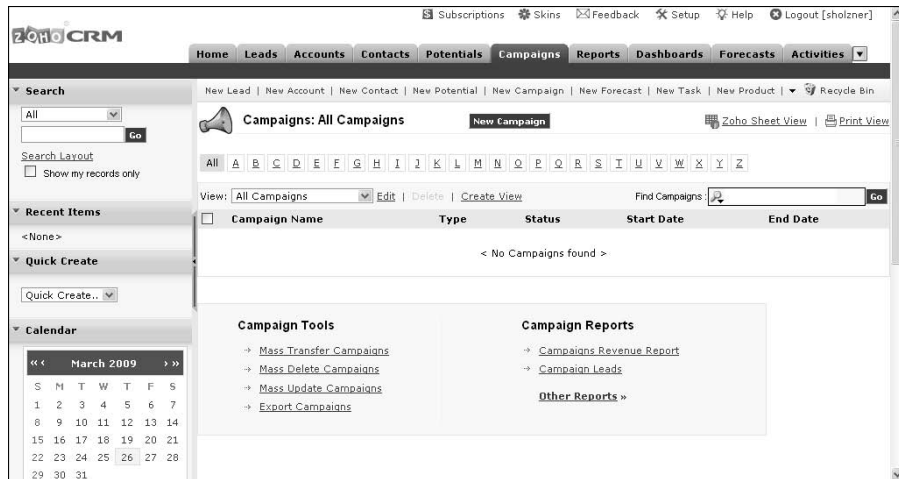 Subscriptions Skins Feedback Setup Help Logout [sholzner]
ZOHO CRM
Home Leads Accounts Contacts Potentials Campaigns Reports Dashboards Forecasts Activities
Search
All
Go
Search Layout
Show my records only
Recent Items
<None>
Quick Create
Quick Create..
Calendar
« ‹ March 2009 › »
S M T W T F S
1 2 3 4 5 6 7
8 9 10 11 12 13 14
15 16 17 18 19 20 21
22 23 24 25 26 27 28
29 30 31
New Lead | New Account | New Contact | New Potential | New Campaign | New Forecast | New Task | New Product | Recycle Bin
Campaigns: All Campaigns New Campaign Zoho Sheet View | Print View
All A B C D E F G H I J K L M N O P Q R S T U V W X Y Z
View: All Campaigns Edit | Delete | Create View Find Campaigns : Go
Campaign Name Type Status Start Date End Date
< No Campaigns found >
Campaign Tools
Mass Transfer Campaigns
Mass Delete Campaigns
Mass Update Campaigns
Export Campaigns
Campaign Reports
Campaigns Revenue Report
Campaign Leads
Other Reports »